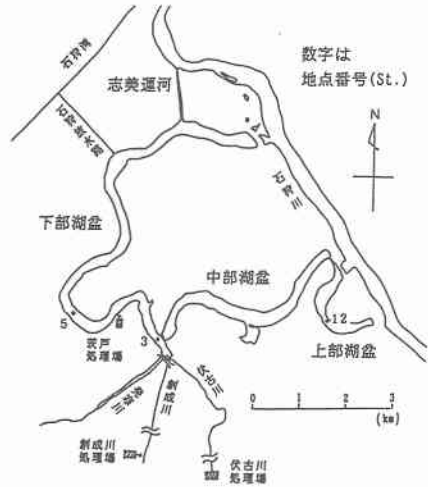 石狩湾
志美運河
数字は
地点番号(St.)
N
石狩放水路
石狩川
下部湖盆
中部湖盆
5
茨戸
処理場
3
12
上部湖盆
発寒川
創成川
伏古川
0 1 2 3
(km)
創成川
処理場
伏古川
処理場